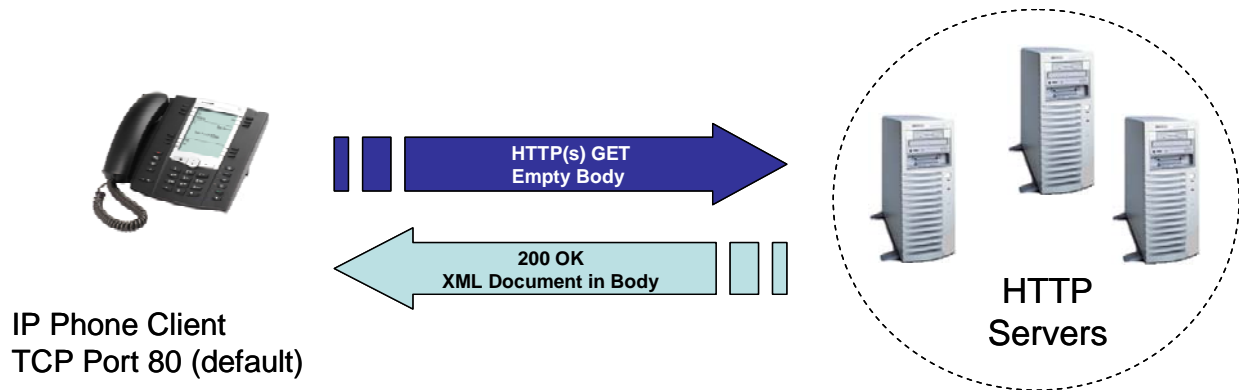 HTTP(s) GET
Empty Body
200 OK
XML Document in Body
IP Phone Client
TCP Port 80 (default)
HTTP
Servers